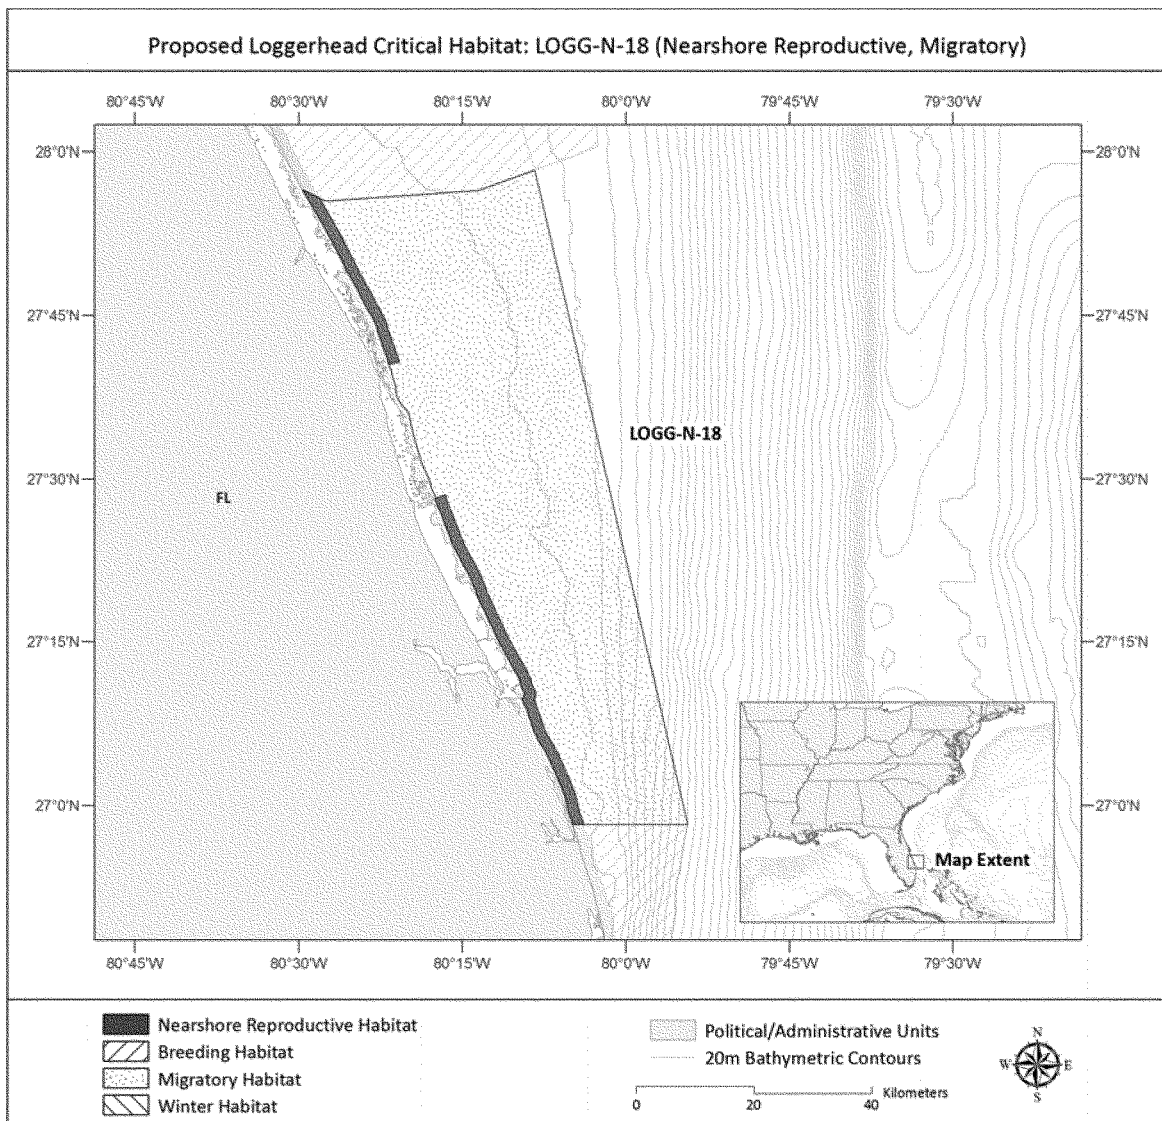 Proposed Loggerhead Critical Habitat: LOGG-N-18 (Nearshore Reproductive, Migratory)
80°45'W 80°30'W 80°15'W 80°0'W 79°45'W 79°30'W
28°0'N 28°0'N
27°45'N 27°45'N
LOGG-N-18
27°30'N 27°30'N
FL
27°15'N 27°15'N
27°0'N 27°0'N
Map Extent
80°45'W 80°30'W 80°15'W 80°0'W 79°45'W 79°30'W
Nearshore Reproductive Habitat
Breeding Habitat
Migratory Habitat
Winter Habitat
Political/Administrative Units
20m Bathymetric Contours
Kilometers
0 20 40
N
W E
S